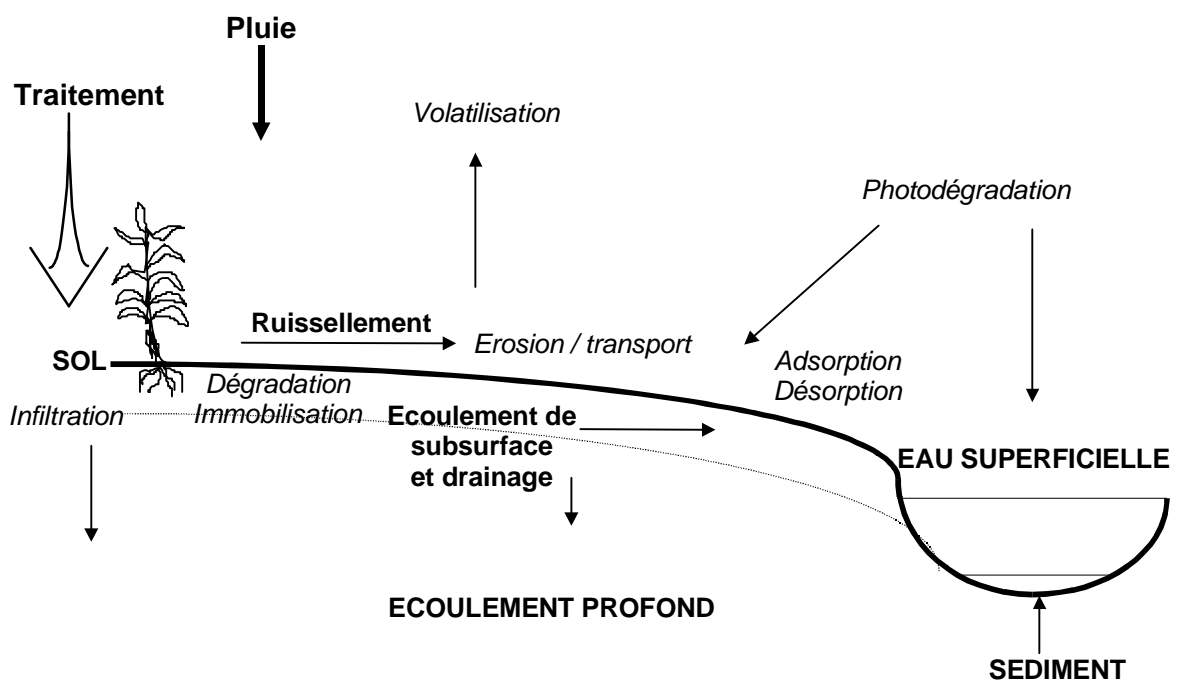 Pluie
Traitement
Volatilisation
Photodégradation
Ruissellement
Erosion / transport
SOL
Adsorption
Désorption
Dégradation
Immobilisation
Infiltration
Ecoulement de
subsurface
et drainage
EAU SUPERFICIELLE
ECOULEMENT PROFOND
SEDIMENT